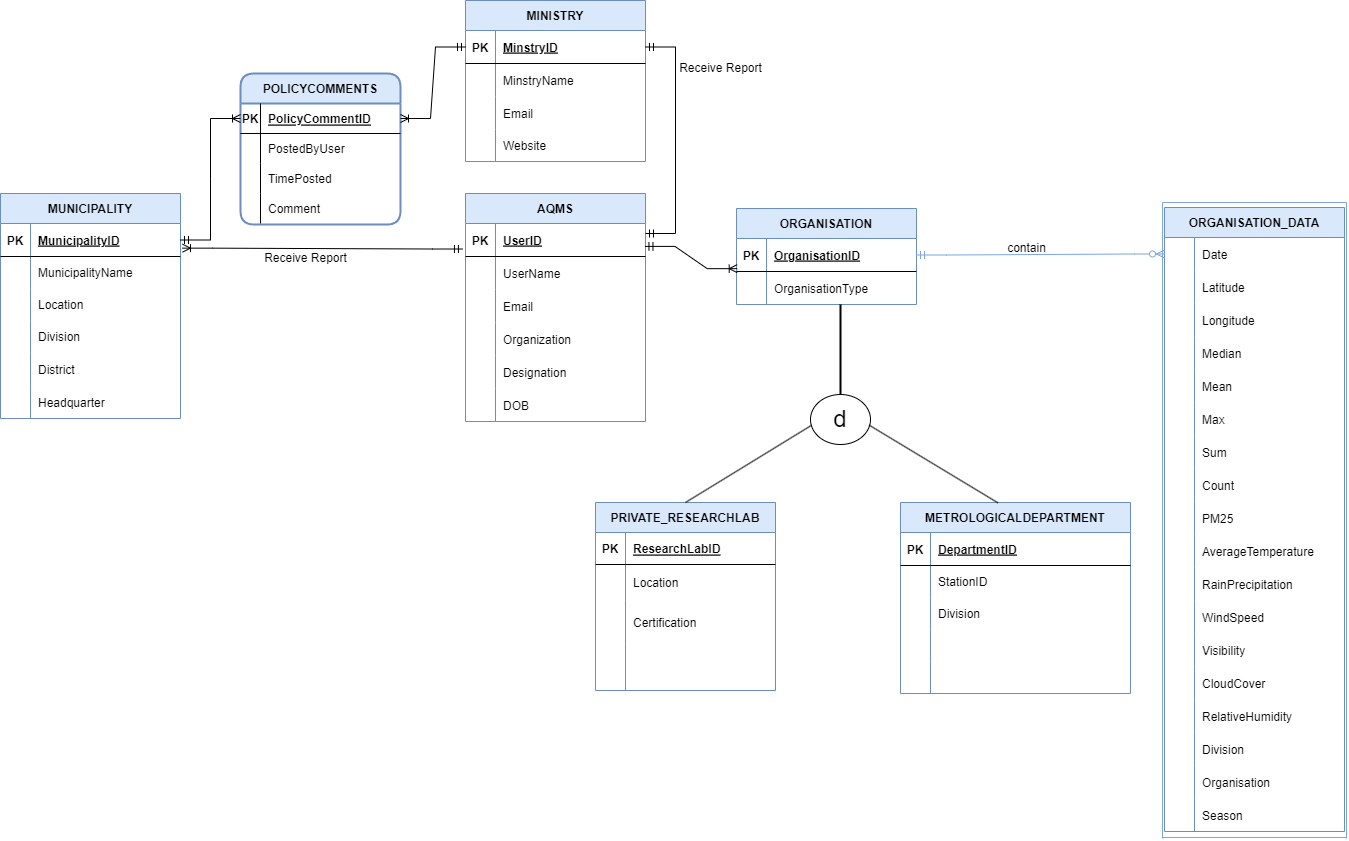 MINISTRY
PK MinstryID
MinstryName
Email
Website
Receive Report
POLICYCOMMENTS
PK PolicyCommentID
PostedByUser
TimePosted
Comment
MUNICIPALITY
PK MunicipalityID
MunicipalityName
Location
Division
District
Headquarter
Receive Report
AQMS
PK UserID
UserName
Email
Organization
Designation
DOB
ORGANISATION
PK OrganisationID
OrganisationType
contain
d
PRIVATE_RESEARCHLAB
PK ResearchLabID
Location
Certification
METROLOGICALDEPARTMENT
PK DepartmentID
StationID
Division
ORGANISATION_DATA
Date
Latitude
Longitude
Median
Mean
Max
Sum
Count
PM25
AverageTemperature
RainPrecipitation
WindSpeed
Visibility
CloudCover
RelativeHumidity
Division
Organisation
Season